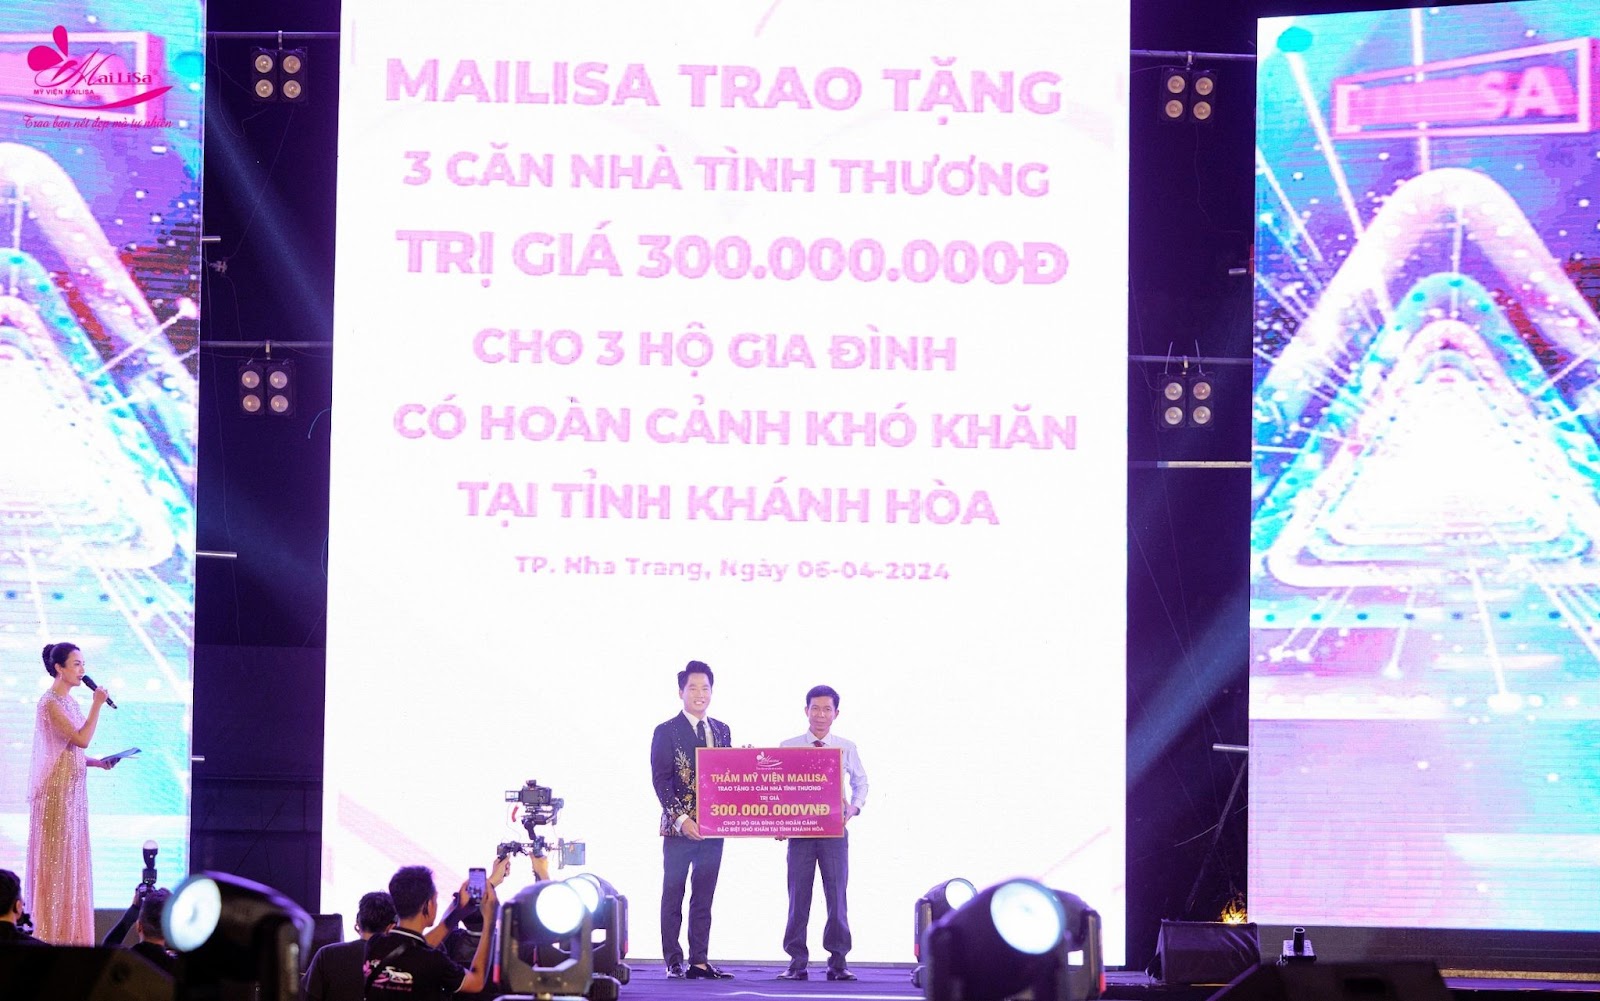 MaiLiSa
MỸ VIỆN MAILISA
Trao bạn nét đẹp mà tự nhiên
MAILISA TRAO TẶNG
3 CĂN NHÀ TÌNH THƯƠNG
TRỊ GIÁ 300.000.000Đ
CHO 3 HỘ GIA ĐÌNH
CÓ HOÀN CẢNH KHÓ KHĂN
TẠI TỈNH KHÁNH HÒA
TP. Nha Trang, Ngày 06-04-2024
THẨM MỸ VIỆN MAILISA
TRAO TẶNG 3 CĂN NHÀ TÌNH THƯƠNG
TRỊ GIÁ
300.000.000VNĐ
CHO 3 HỘ GIA ĐÌNH CÓ HOÀN CẢNH
ĐẶC BIỆT KHÓ KHĂN TẠI TỈNH KHÁNH HÒA